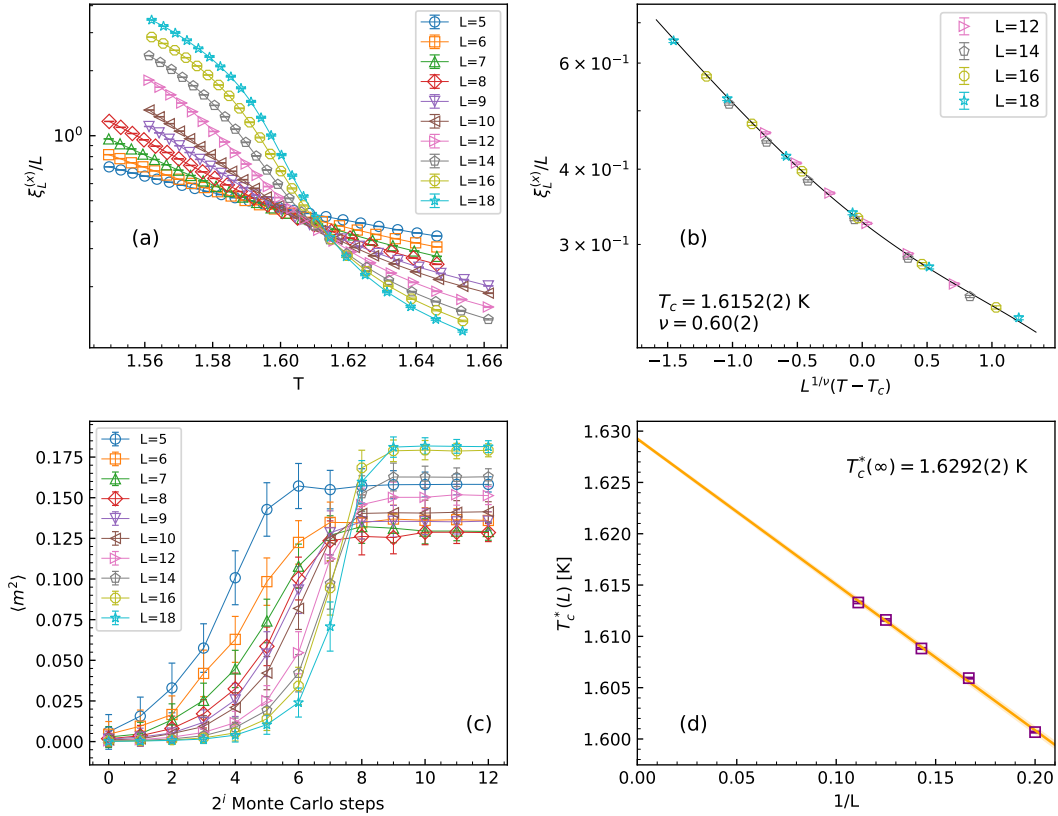 L=5
L=6
L=7
L=8
L=9
L=10
L=12
L=14
L=16
L=18
10⁰
ξ_L^(x)/L
(a)
1.56 1.58 1.60 1.62 1.64 1.66
T
L=12
L=14
L=16
L=18
6 × 10⁻¹
4 × 10⁻¹
3 × 10⁻¹
ξ_L^(x)/L
(b)
T_c = 1.6152(2) K
ν = 0.60(2)
−1.5 −1.0 −0.5 0.0 0.5 1.0
L^{1/ν}(T − T_c)
L=5
L=6
L=7
L=8
L=9
L=10
L=12
L=14
L=16
L=18
0.175
0.150
0.125
0.100
0.075
0.050
0.025
0.000
⟨m²⟩
(c)
0 2 4 6 8 10 12
2^i Monte Carlo steps
1.630
1.625
1.620
1.615
1.610
1.605
1.600
T_c^*(L) [K]
T_c^*(∞) = 1.6292(2) K
(d)
0.00 0.05 0.10 0.15 0.20
1/L